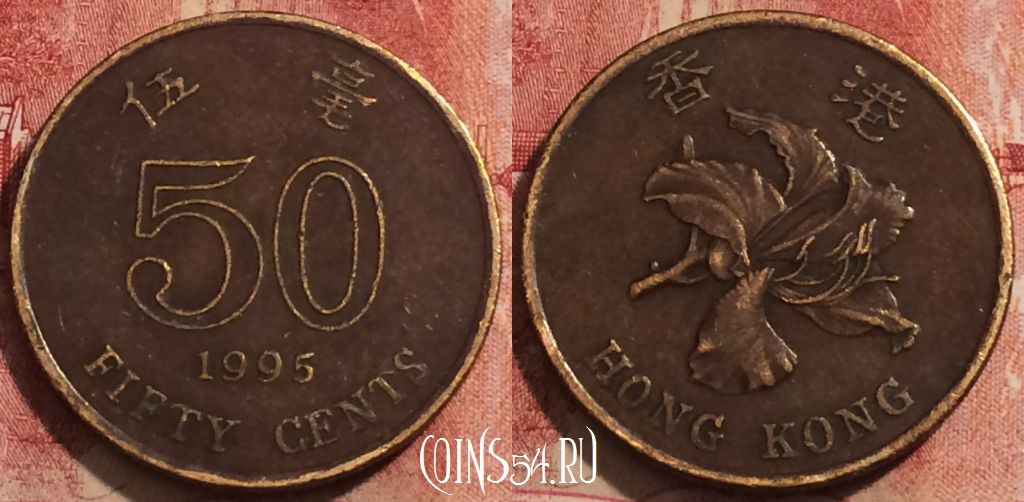 伍 毫
50
1995
FIFTY CENTS
香 港
HONG KONG
COINS54.RU